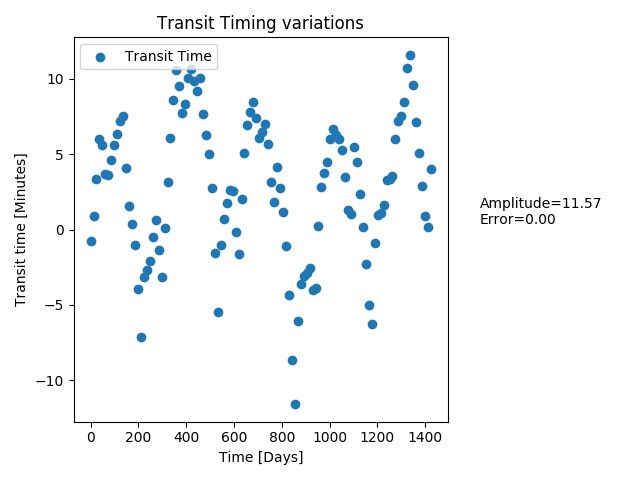 Transit Timing variations
Transit Time
10
5
0
−5
−10
Transit time [Minutes]
0 200 400 600 800 1000 1200 1400
Time [Days]
Amplitude=11.57
Error=0.00